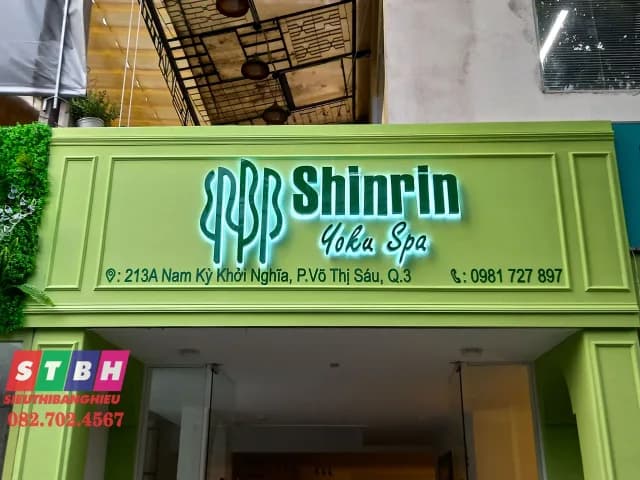 Shinrin
Yoku Spa
: 213A Nam Kỳ Khởi Nghĩa, P.Võ Thị Sáu, Q.3
: 0981 727 897
STBH
SIEUTHIBANGHIEU
082.702.4567